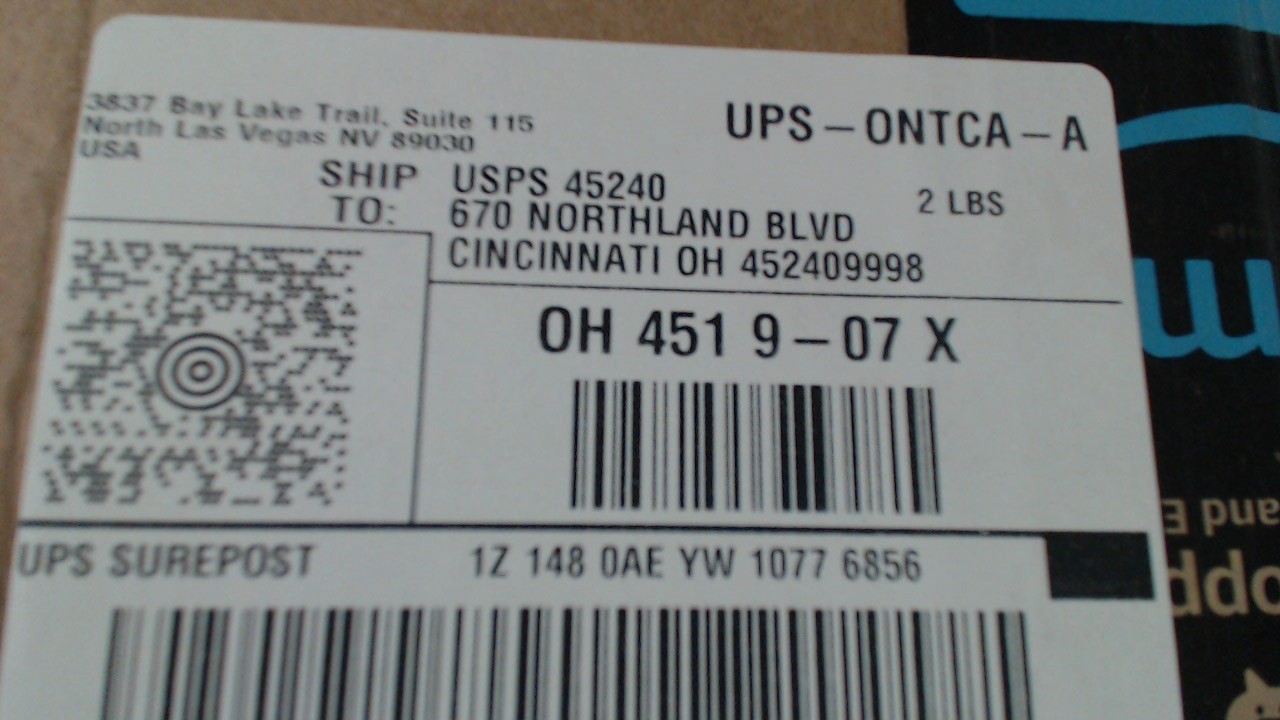 3837 Bay Lake Trail, Suite 115
North Las Vegas NV 89030
USA
UPS-ONTCA-A
SHIP TO:
USPS 45240
2 LBS
670 NORTHLAND BLVD
CINCINNATI OH 452409998
OH 451 9-07 X
UPS SUREPOST
1Z 148 0AE YW 1077 6856
and E